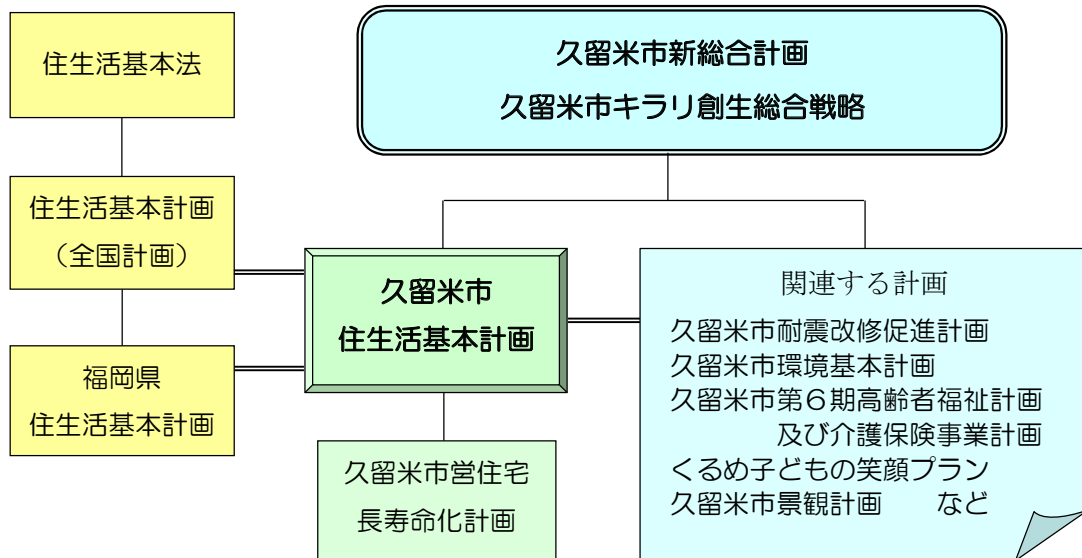 住生活基本法
久留米市新総合計画
久留米市キラリ創生総合戦略
住生活基本計画
（全国計画）
福岡県
住生活基本計画
久留米市
住生活基本計画
久留米市営住宅
長寿命化計画
関連する計画
久留米市耐震改修促進計画
久留米市環境基本計画
久留米市第６期高齢者福祉計画
及び介護保険事業計画
くるめ子どもの笑顔プラン
久留米市景観計画　　など